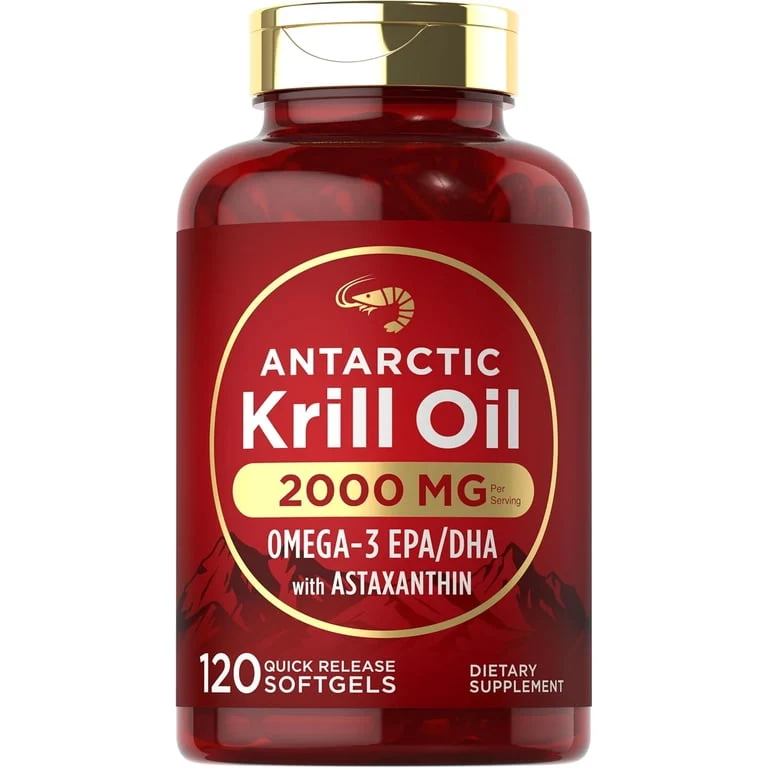 ANTARCTIC
Krill Oil
2000 MG Per Serving
OMEGA-3 EPA/DHA
with ASTAXANTHIN
120 QUICK RELEASE SOFTGELS
DIETARY SUPPLEMENT